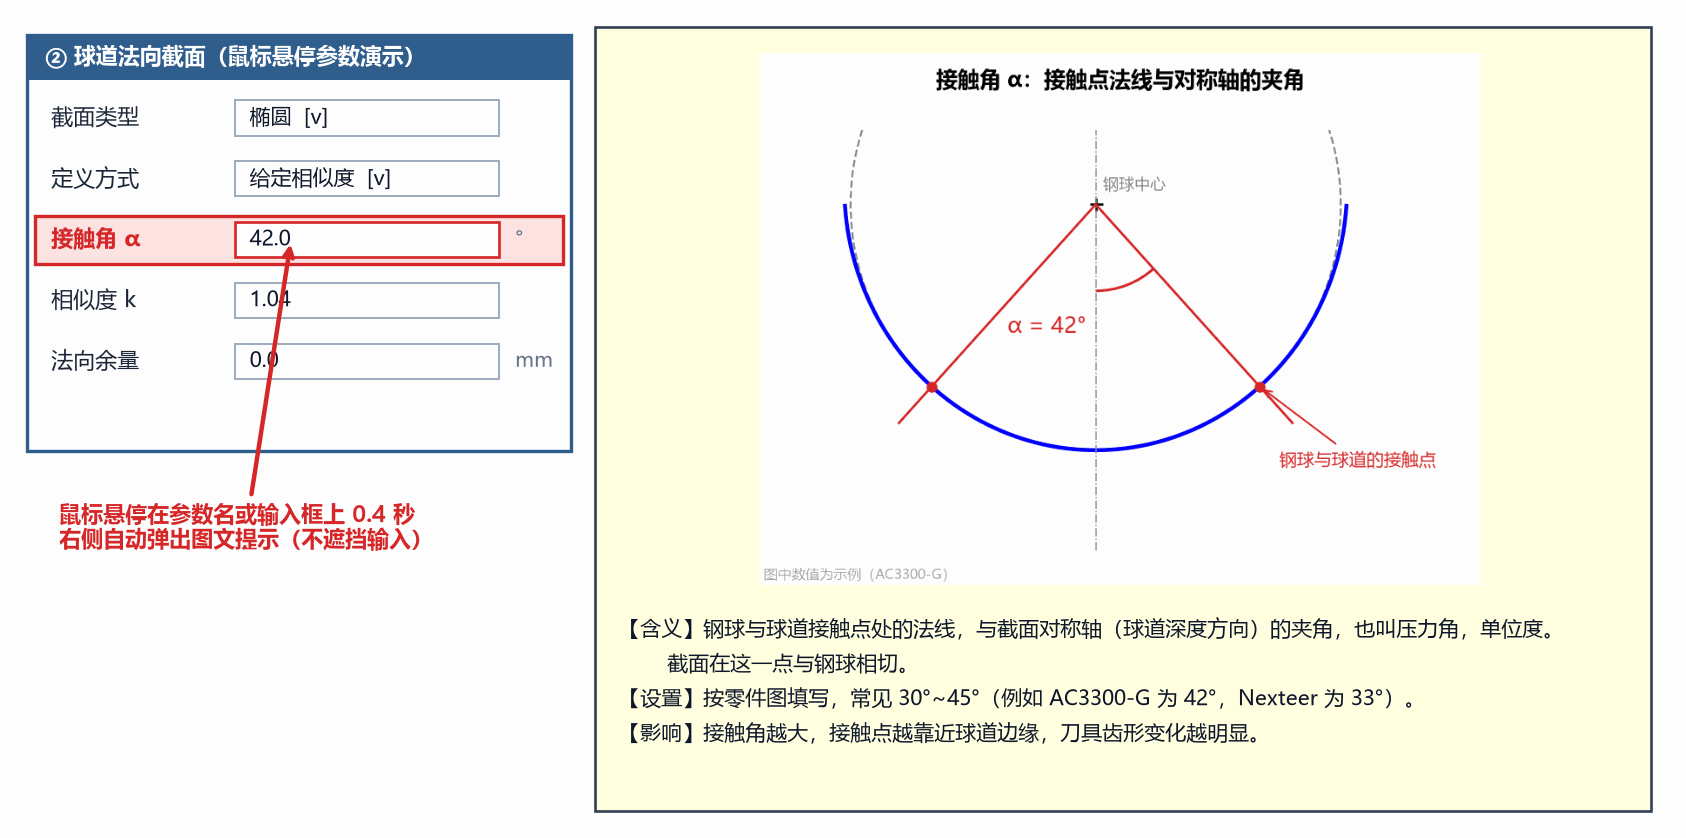 ② 球道法向截面（鼠标悬停参数演示）
截面类型
椭圆 [v]
定义方式
给定相似度 [v]
接触角 α
42.0
°
相似度 k
1.04
法向余量
0.0
mm
鼠标悬停在参数名或输入框上 0.4 秒
右侧自动弹出图文提示（不遮挡输入）
接触角 α：接触点法线与对称轴的夹角
钢球中心
α = 42°
钢球与球道的接触点
图中数值为示例（AC3300-G）
【含义】钢球与球道接触点处的法线，与截面对称轴（球道深度方向）的夹角，也叫压力角，单位度。
截面在这一点与钢球相切。
【设置】按零件图填写，常见 30°~45°（例如 AC3300-G 为 42°，Nexteer 为 33°）。
【影响】接触角越大，接触点越靠近球道边缘，刀具齿形变化越明显。